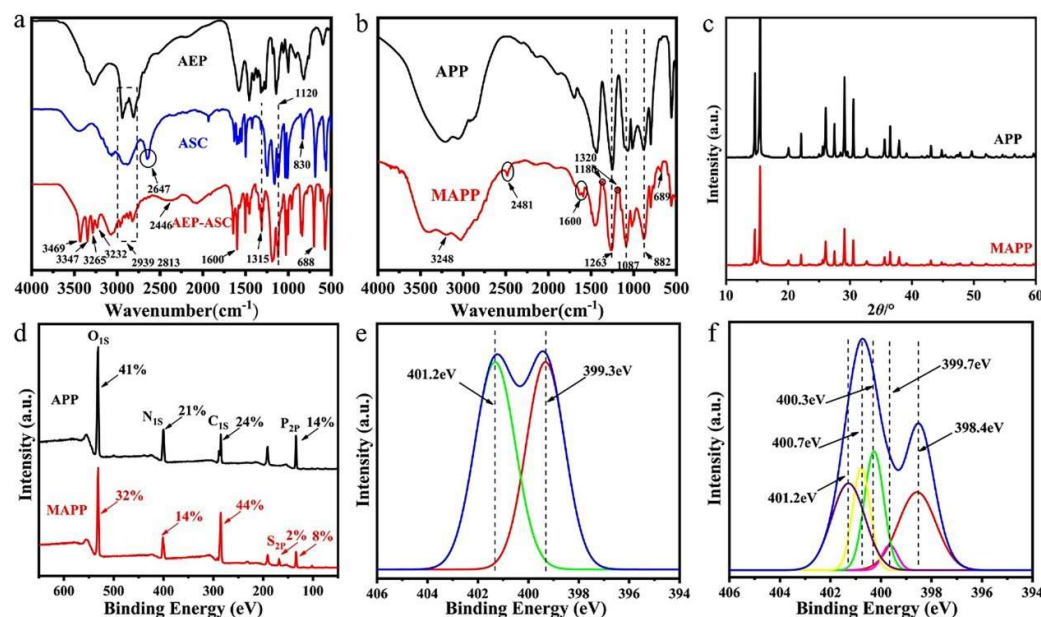 a
AEP
1120
ASC
830
2647
2446
AEP-ASC
3469
3232
3347
3265
2939 2813
1600
1315
688
4000 3500 3000 2500 2000 1500 1000 500
Wavenumber(cm-1)
b
APP
1320
1180
MAPP
2481
1600
689
3248
1263
1087
882
4000 3500 3000 2500 2000 1500 1000 500
Wavenumber(cm-1)
c
Intensity (a.u.)
APP
MAPP
10 20 30 40 50 60
2θ/°
d
Intensity (a.u.)
O1S
41%
APP
N1S
21%
C1S
24%
P2P
14%
MAPP
32%
14%
44%
S2P
2%
8%
600 500 400 300 200 100
Binding Energy (eV)
e
Intensity (a.u.)
401.2eV
399.3eV
406 404 402 400 398 396 394
Binding Energy (eV)
f
Intensity (a.u.)
399.7eV
400.3eV
400.7eV
398.4eV
401.2eV
406 404 402 400 398 396 394
Binding Energy (eV)